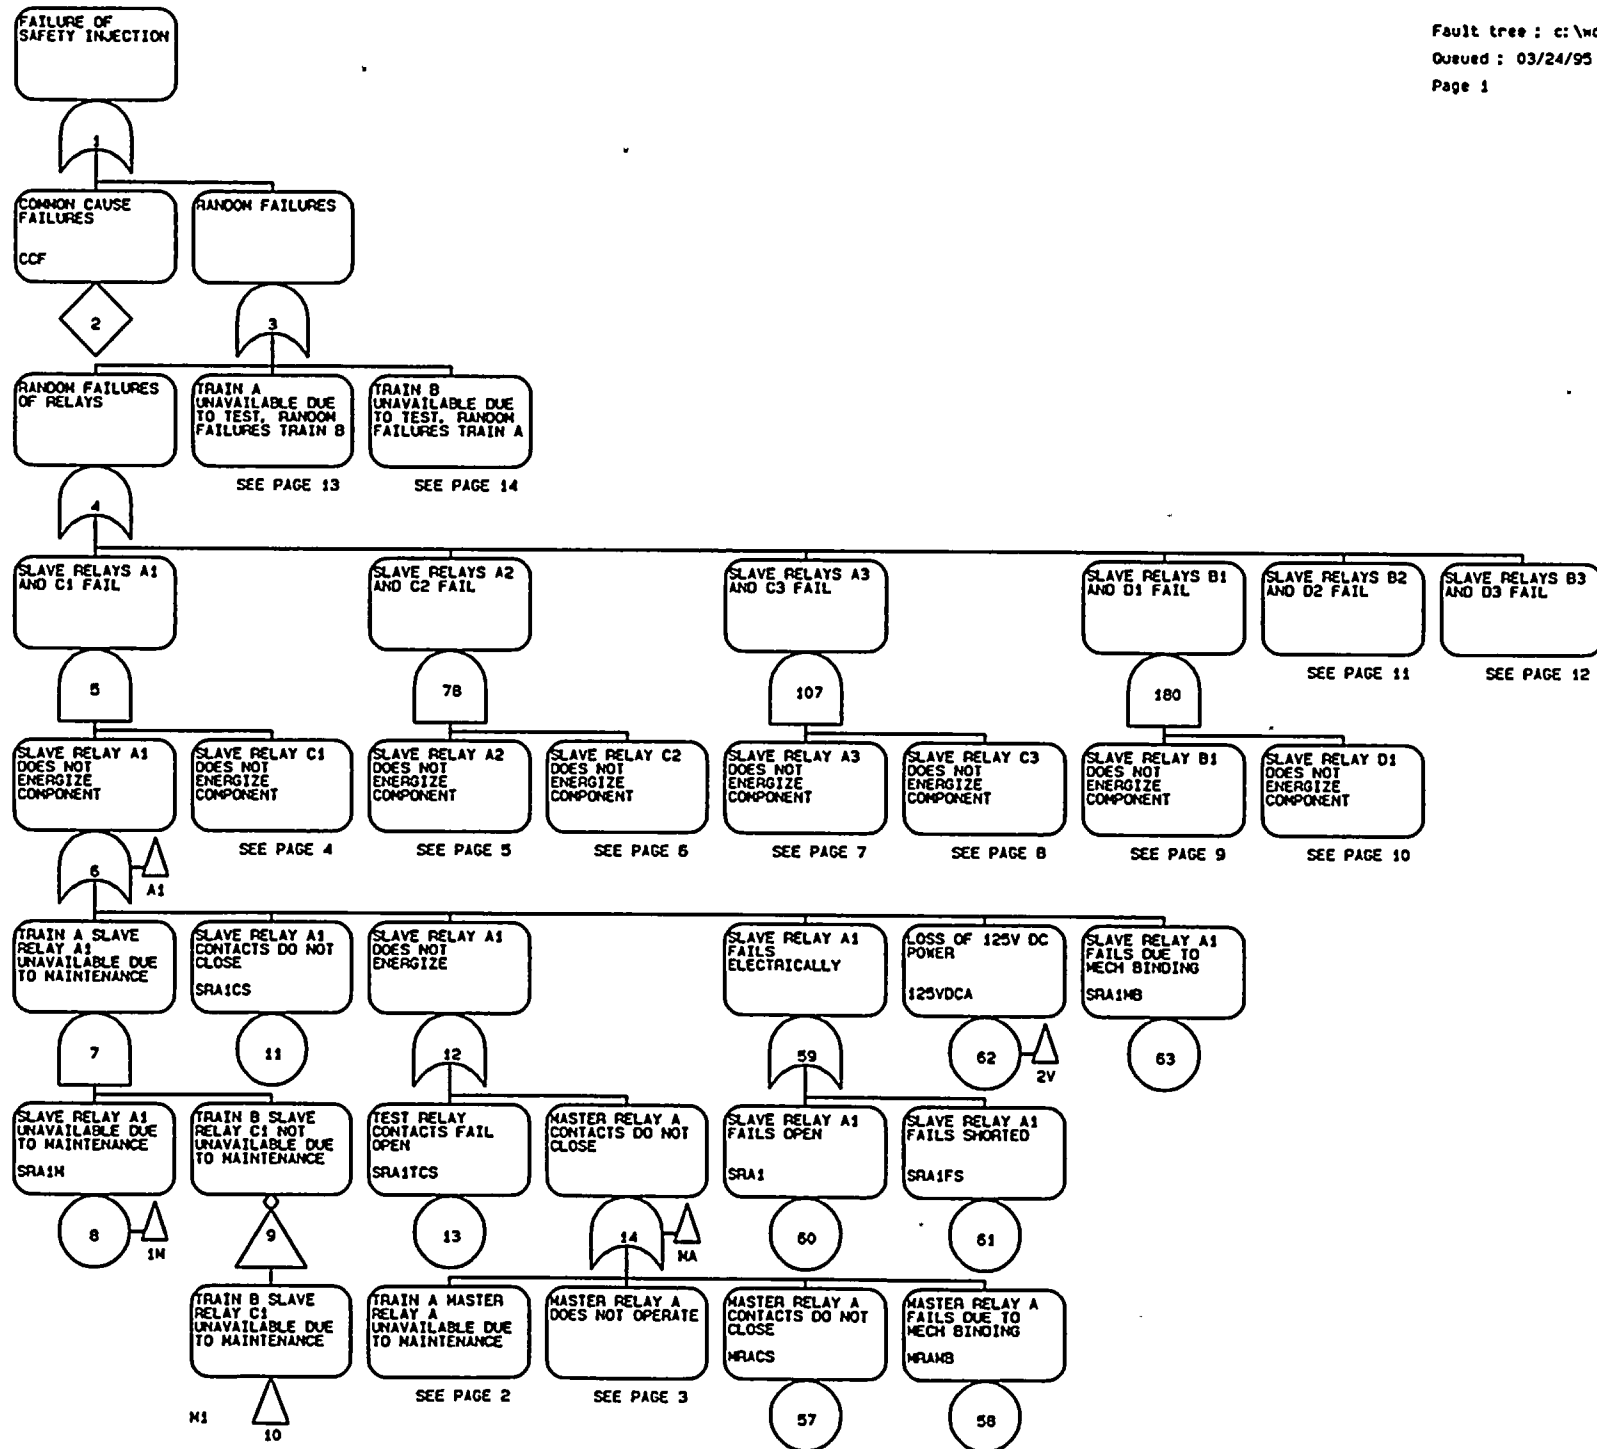 Fault tree : c:\wo
Queued : 03/24/95
Page 1
FAILURE OF
SAFETY INJECTION
1
COMMON CAUSE
FAILURES
CCF
2
RANDOM FAILURES
3
RANDOM FAILURES
OF RELAYS
4
TRAIN A
UNAVAILABLE DUE
TO TEST, RANDOM
FAILURES TRAIN B
SEE PAGE 13
TRAIN B
UNAVAILABLE DUE
TO TEST, RANDOM
FAILURES TRAIN A
SEE PAGE 14
SLAVE RELAYS A1
AND C1 FAIL
5
SLAVE RELAYS A2
AND C2 FAIL
78
SLAVE RELAYS A3
AND C3 FAIL
107
SLAVE RELAYS B1
AND D1 FAIL
180
SLAVE RELAYS B2
AND D2 FAIL
SEE PAGE 11
SLAVE RELAYS B3
AND D3 FAIL
SEE PAGE 12
SLAVE RELAY A1
DOES NOT
ENERGIZE
COMPONENT
6
A1
SLAVE RELAY C1
DOES NOT
ENERGIZE
COMPONENT
SEE PAGE 4
SLAVE RELAY A2
DOES NOT
ENERGIZE
COMPONENT
SEE PAGE 5
SLAVE RELAY C2
DOES NOT
ENERGIZE
COMPONENT
SEE PAGE 6
SLAVE RELAY A3
DOES NOT
ENERGIZE
COMPONENT
SEE PAGE 7
SLAVE RELAY C3
DOES NOT
ENERGIZE
COMPONENT
SEE PAGE 8
SLAVE RELAY B1
DOES NOT
ENERGIZE
COMPONENT
SEE PAGE 9
SLAVE RELAY D1
DOES NOT
ENERGIZE
COMPONENT
SEE PAGE 10
TRAIN A SLAVE
RELAY A1
UNAVAILABLE DUE
TO MAINTENANCE
7
SLAVE RELAY A1
CONTACTS DO NOT
CLOSE
SRA1CS
11
SLAVE RELAY A1
DOES NOT
ENERGIZE
12
SLAVE RELAY A1
FAILS
ELECTRICALLY
59
LOSS OF 125V DC
POWER
125VDCA
62
2V
SLAVE RELAY A1
FAILS DUE TO
MECH BINDING
SRA1MB
63
SLAVE RELAY A1
UNAVAILABLE DUE
TO MAINTENANCE
SRA1M
8
1M
TRAIN B SLAVE
RELAY C1 NOT
UNAVAILABLE DUE
TO MAINTENANCE
9
TEST RELAY
CONTACTS FAIL
OPEN
SRA1TCS
13
MASTER RELAY A
CONTACTS DO NOT
CLOSE
14
MA
SLAVE RELAY A1
FAILS OPEN
SRA1
60
SLAVE RELAY A1
FAILS SHORTED
SRA1FS
61
TRAIN B SLAVE
RELAY C1
UNAVAILABLE DUE
TO MAINTENANCE
M1
10
TRAIN A MASTER
RELAY A
UNAVAILABLE DUE
TO MAINTENANCE
SEE PAGE 2
MASTER RELAY A
DOES NOT OPERATE
SEE PAGE 3
MASTER RELAY A
CONTACTS DO NOT
CLOSE
MRACS
57
MASTER RELAY A
FAILS DUE TO
MECH BINDING
MRAMB
58